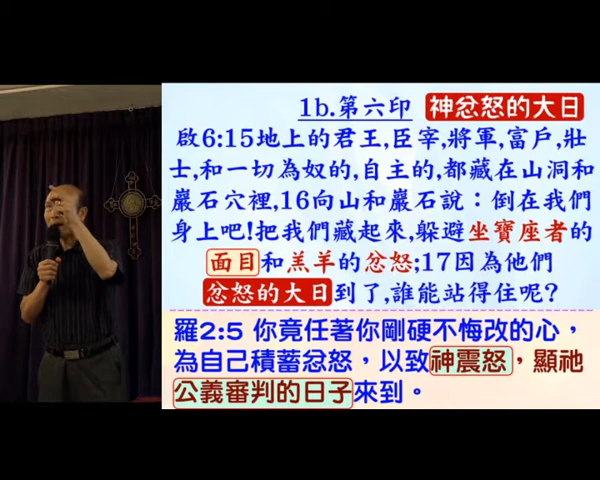 1b.第六印 神忿怒的大日
啟6:15地上的君王,臣宰,將軍,富戶,壯
士,和一切為奴的,自主的,都藏在山洞和
巖石穴裡,16向山和巖石說：倒在我們
身上吧!把我們藏起來,躲避坐寶座者的
面目和羔羊的忿怒;17因為他們
忿怒的大日到了,誰能站得住呢?
羅2:5 你竟任著你剛硬不悔改的心，
為自己積蓄忿怒，以致神震怒，顯祂
公義審判的日子來到。